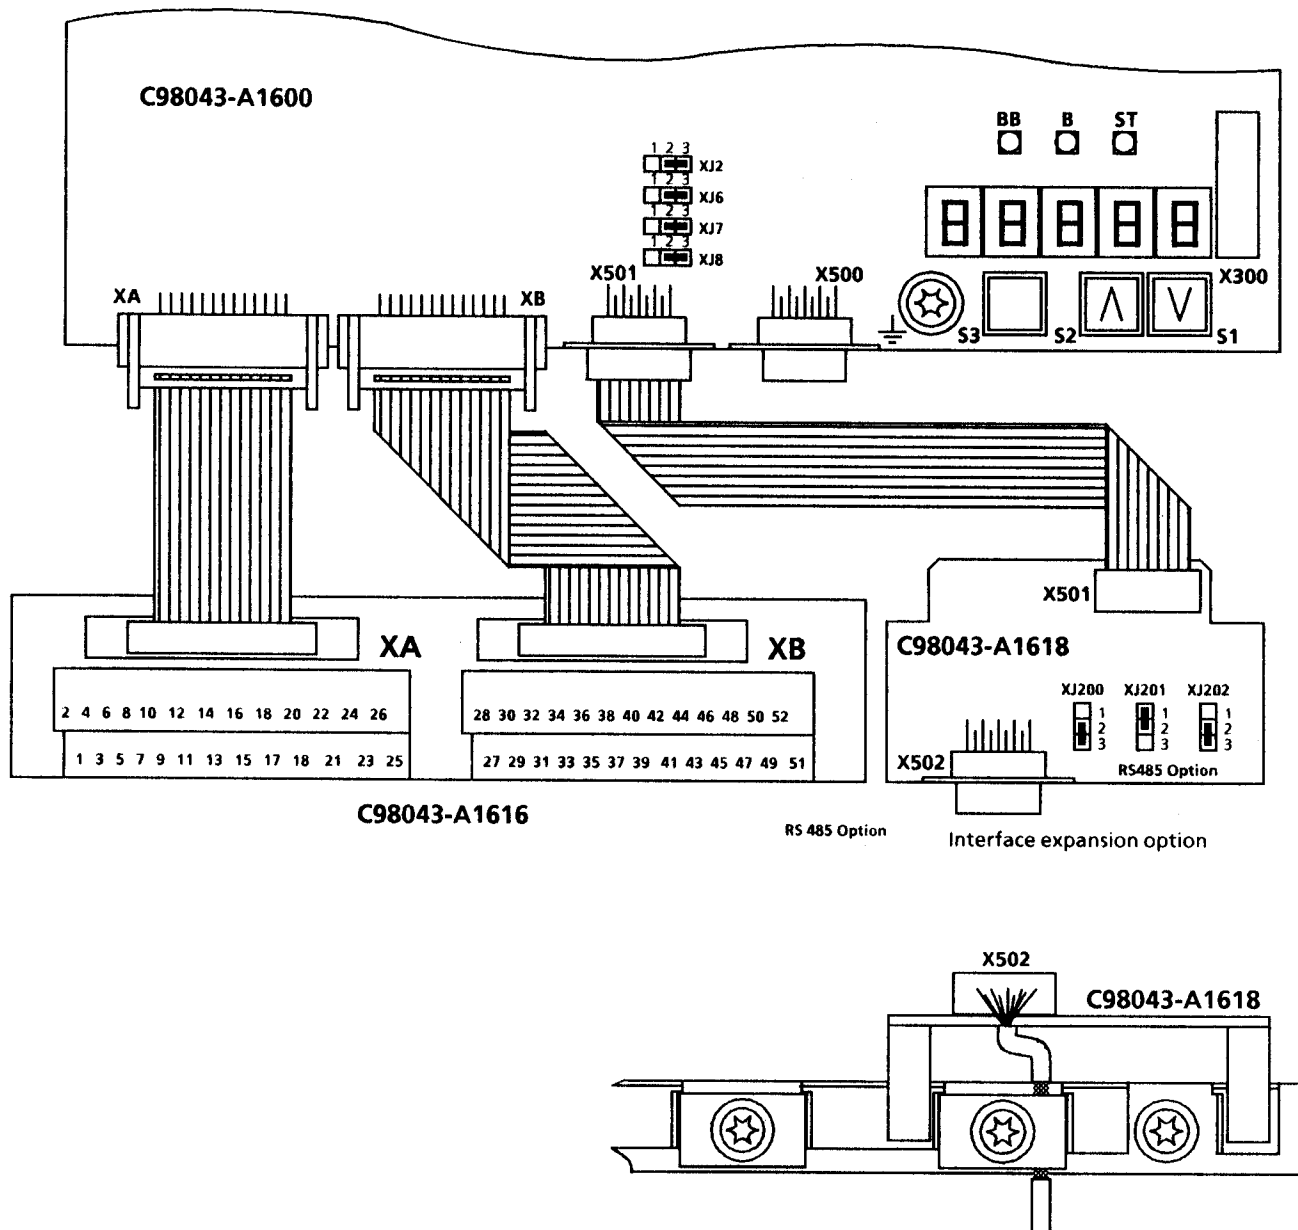 C98043-A1600
BB B ST
1 2 3
XJ2
1 2 3
XJ6
1 2 3
XJ7
1 2 3
XJ8
XA
XB
X501
X500
X300
S3
S2
S1
X501
C98043-A1618
XA
XB
XJ200 XJ201 XJ202
1 1 1
2 2 2
3 3 3
2 4 6 8 10 12 14 16 18 20 22 24 26
28 30 32 34 36 38 40 42 44 46 48 50 52
1 3 5 7 9 11 13 15 17 18 21 23 25
27 29 31 33 35 37 39 41 43 45 47 49 51
X502
RS485 Option
C98043-A1616
RS 485 Option
Interface expansion option
X502
C98043-A1618